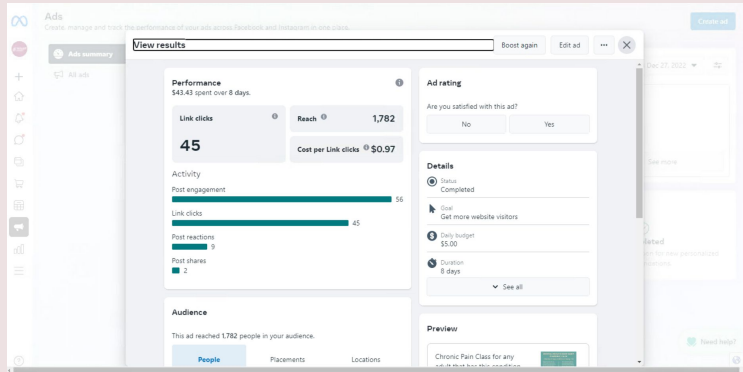 Ads
Create, manage and track the performance of your ads across Facebook and Instagram in one place.
Create ad
Ads summary
All ads
Dec 27, 2022
See more
View results
Boost again
Edit ad
Performance
$43.43 spent over 8 days.
Link clicks
45
Reach
1,782
Cost per Link clicks
$0.97
Activity
Post engagement
56
Link clicks
45
Post reactions
9
Post shares
2
Audience
This ad reached 1,782 people in your audience.
People
Placements
Locations
Ad rating
Are you satisfied with this ad?
No
Yes
Details
Status
Completed
Goal
Get more website visitors
Daily budget
$5.00
Duration
8 days
See all
Preview
Chronic Pain Class for any
adult that has this condition
Need help?